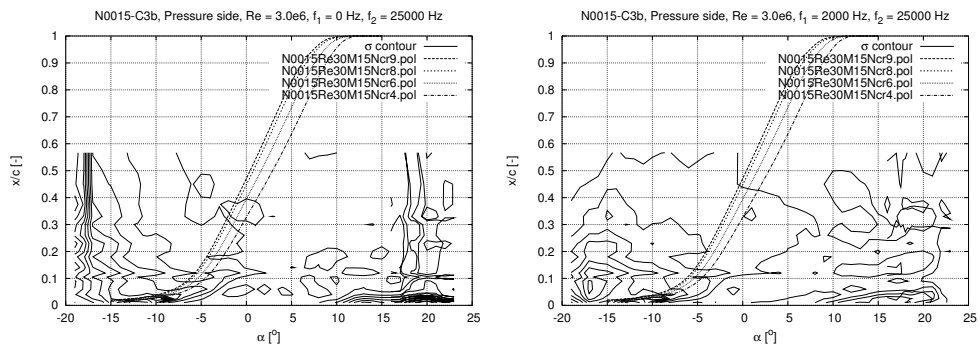 N0015-C3b, Pressure side, Re = 3.0e6, f1 = 0 Hz, f2 = 25000 Hz
σ contour
N0015Re30M15Ncr9.pol
N0015Re30M15Ncr8.pol
N0015Re30M15Ncr6.pol
N0015Re30M15Ncr4.pol
x/c [-]
1
0.9
0.8
0.7
0.6
0.5
0.4
0.3
0.2
0.1
0
-20 -15 -10 -5 0 5 10 15 20 25
α [o]
N0015-C3b, Pressure side, Re = 3.0e6, f1 = 2000 Hz, f2 = 25000 Hz
σ contour
N0015Re30M15Ncr9.pol
N0015Re30M15Ncr8.pol
N0015Re30M15Ncr6.pol
N0015Re30M15Ncr4.pol
x/c [-]
1
0.9
0.8
0.7
0.6
0.5
0.4
0.3
0.2
0.1
0
-20 -15 -10 -5 0 5 10 15 20 25
α [o]